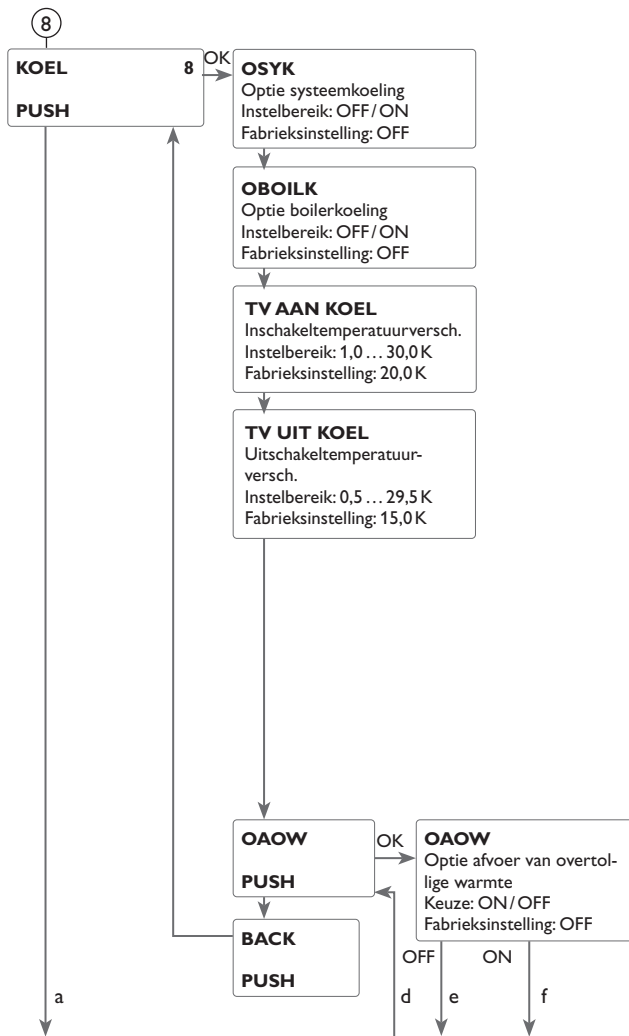 8
KOEL 8
PUSH
OK
OSYK
Optie systeemkoeling
Instelbereik: OFF / ON
Fabrieksinstelling: OFF
OBOILK
Optie boilerkoeling
Instelbereik: OFF / ON
Fabrieksinstelling: OFF
TV AAN KOEL
Inschakeltemperatuurversch.
Instelbereik: 1,0 … 30,0 K
Fabrieksinstelling: 20,0 K
TV UIT KOEL
Uitschakeltemperatuur-
versch.
Instelbereik: 0,5 … 29,5 K
Fabrieksinstelling: 15,0 K
OAOW
PUSH
OK
OAOW
Optie afvoer van overtol-
lige warmte
Keuze: ON / OFF
Fabrieksinstelling: OFF
BACK
PUSH
OFF ON
a d e f